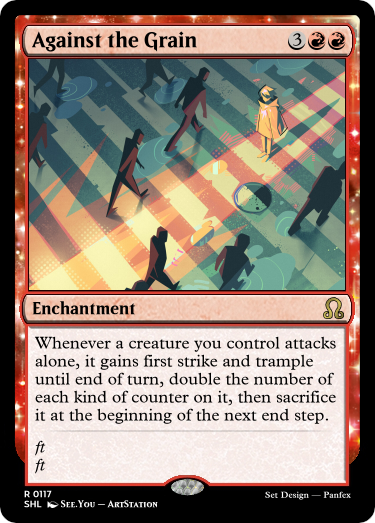 Against the Grain 3
Enchantment
Whenever a creature you control attacks
alone, it gains first strike and trample
until end of turn, double the number of
each kind of counter on it, then sacrifice
it at the beginning of the next end step.
ft
ft
R 0117
SHL See.You — ArtStation
Set Design — Panfex